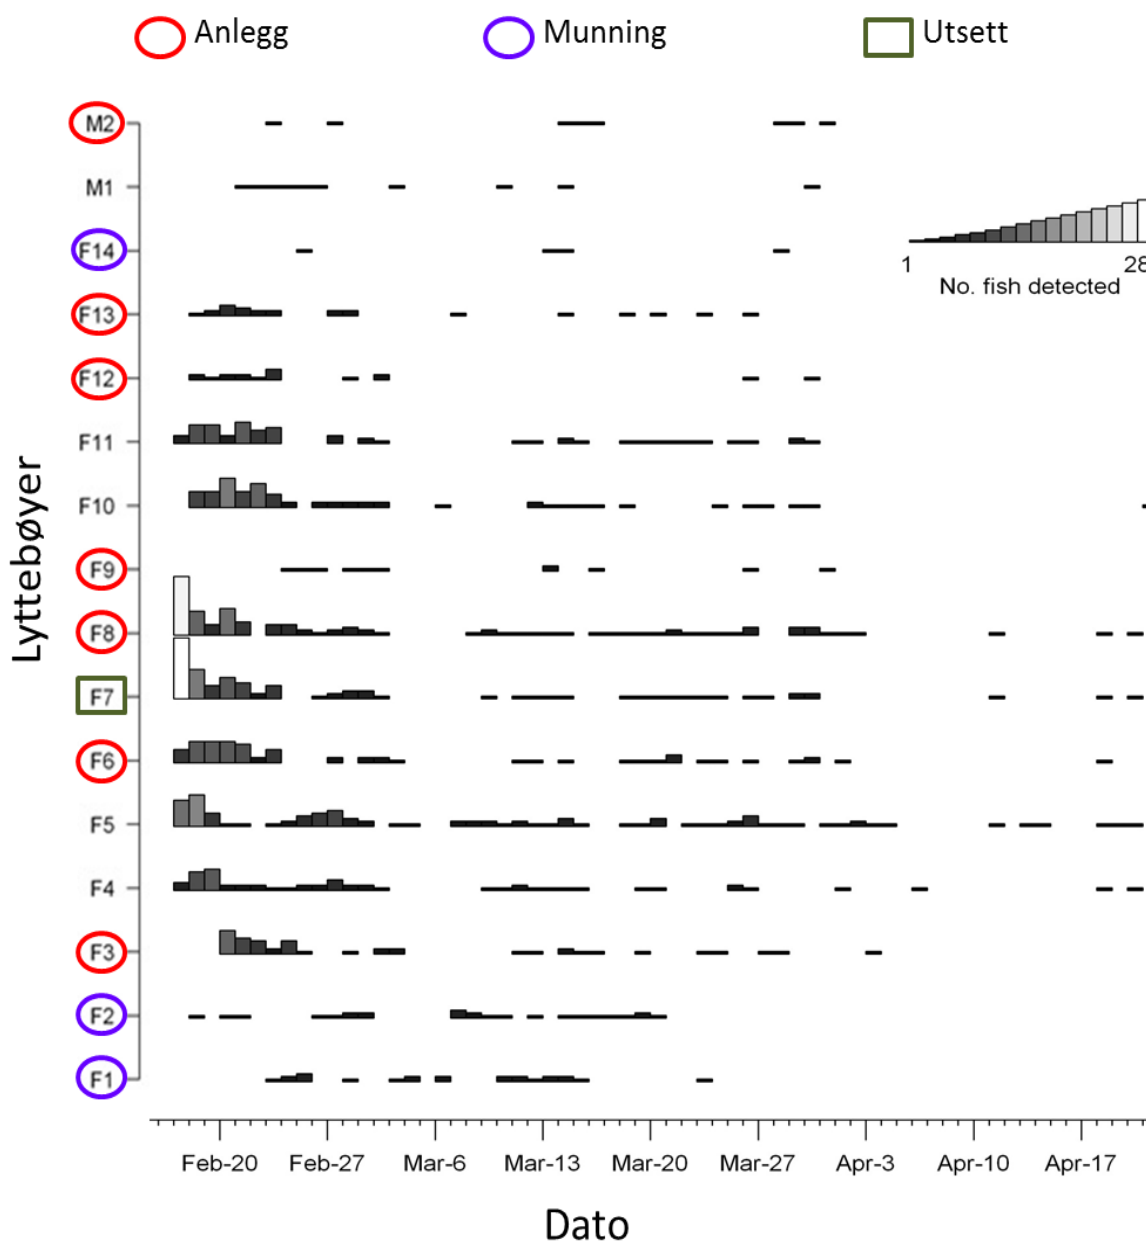 Anlegg Munning Utsett
M2
M1
F14
1 28
No. fish detected
F13
F12
F11
F10
F9
F8
F7
F6
F5
F4
F3
F2
F1
Lyttebøyer
Feb-20 Feb-27 Mar-6 Mar-13 Mar-20 Mar-27 Apr-3 Apr-10 Apr-17
Dato